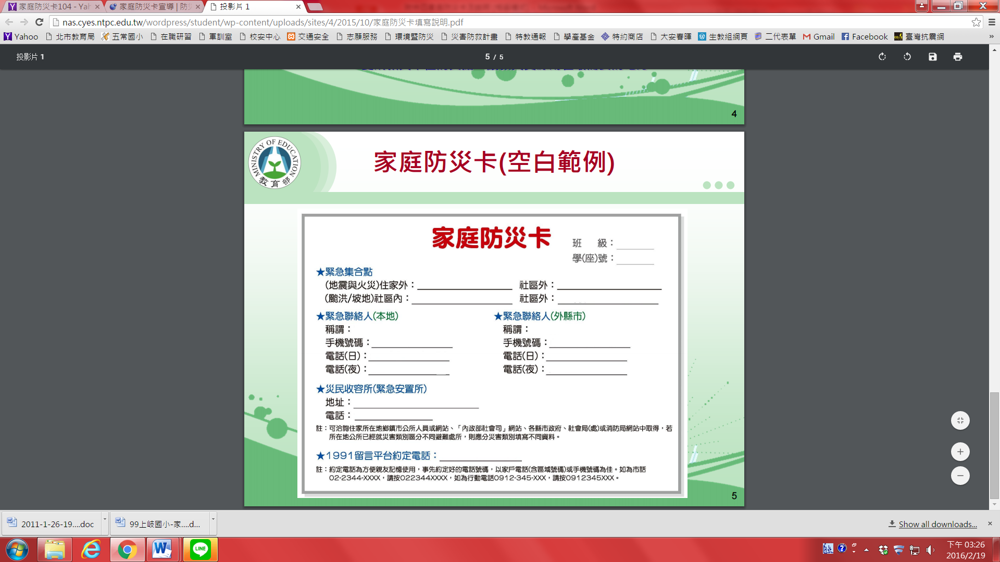 家庭防災卡104 - Yah
家庭防災卡宣導 | 防災
投影片 1
nas.cyes.ntpc.edu.tw/wordpress/student/wp-content/uploads/sites/4/2015/10/家庭防災卡填寫說明.pdf
Yahoo 北市教育局 五常國小 在職研習 軍訓室 校安中心 交通安全 志願服務 環境暨防災 災害防救計畫 特教通報 學產基金 特約商店 大安春暉 生教組網頁 二代表單 Gmail Facebook 臺灣抗震網 »
投影片 1
5 / 5
4
MINISTRY OF EDUCATION
教育部
家庭防災卡(空白範例)
家庭防災卡
班 級：
學(座)號：
★緊急集合點
(地震與火災)住家外： 社區外：
(颱洪/坡地)社區內： 社區外：
★緊急聯絡人(本地) ★緊急聯絡人(外縣市)
稱謂： 稱謂：
手機號碼： 手機號碼：
電話(日)： 電話(日)：
電話(夜)： 電話(夜)：
★災民收容所(緊急安置所)
地址：
電話：
註：可洽詢住家所在地鄉鎮市公所人員或網站、「內政部社會司」網站、各縣市政府、社會局(處)或消防局網站中取得，若
所在地公所已經就災害類別區分不同避難處所，則應分災害類別填寫不同資料。
★1991留言平台約定電話：
註：約定電話為方便親友記憶使用，事先約定好的電話號碼，以家戶電話(含區域號碼)或手機號碼為佳。如為市話
02-2344-XXXX，請按022344XXXX，如為行動電話0912-345-XXX，請按0912345XXX。
5
2011-1-26-19....doc
99上岐國小-家....d...
Show all downloads...
W
LINE
下午 03:26
2016/2/19